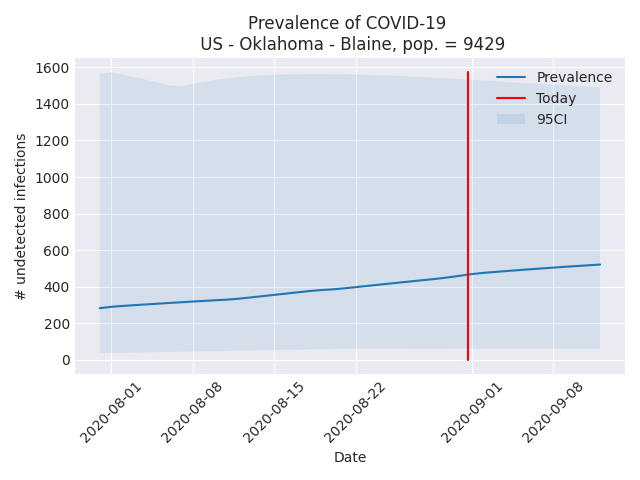 Prevalence of COVID-19
US - Oklahoma - Blaine, pop. = 9429
1600
1400
1200
1000
800
600
400
200
0
# undetected infections
Prevalence
Today
95CI
2020-08-01
2020-08-08
2020-08-15
2020-08-22
2020-09-01
2020-09-08
Date